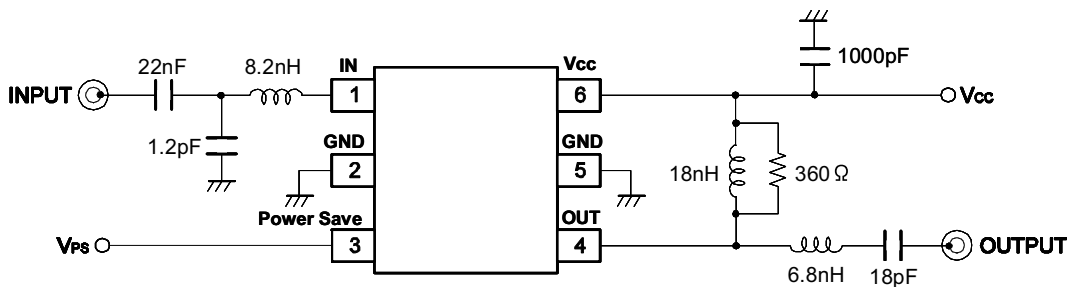 1000pF
22nF
8.2nH
IN
Vcc
INPUT
1
6
Vcc
1.2pF
GND
GND
2
5
18nH
360Ω
Power Save
OUT
VPS
3
4
OUTPUT
6.8nH
18pF